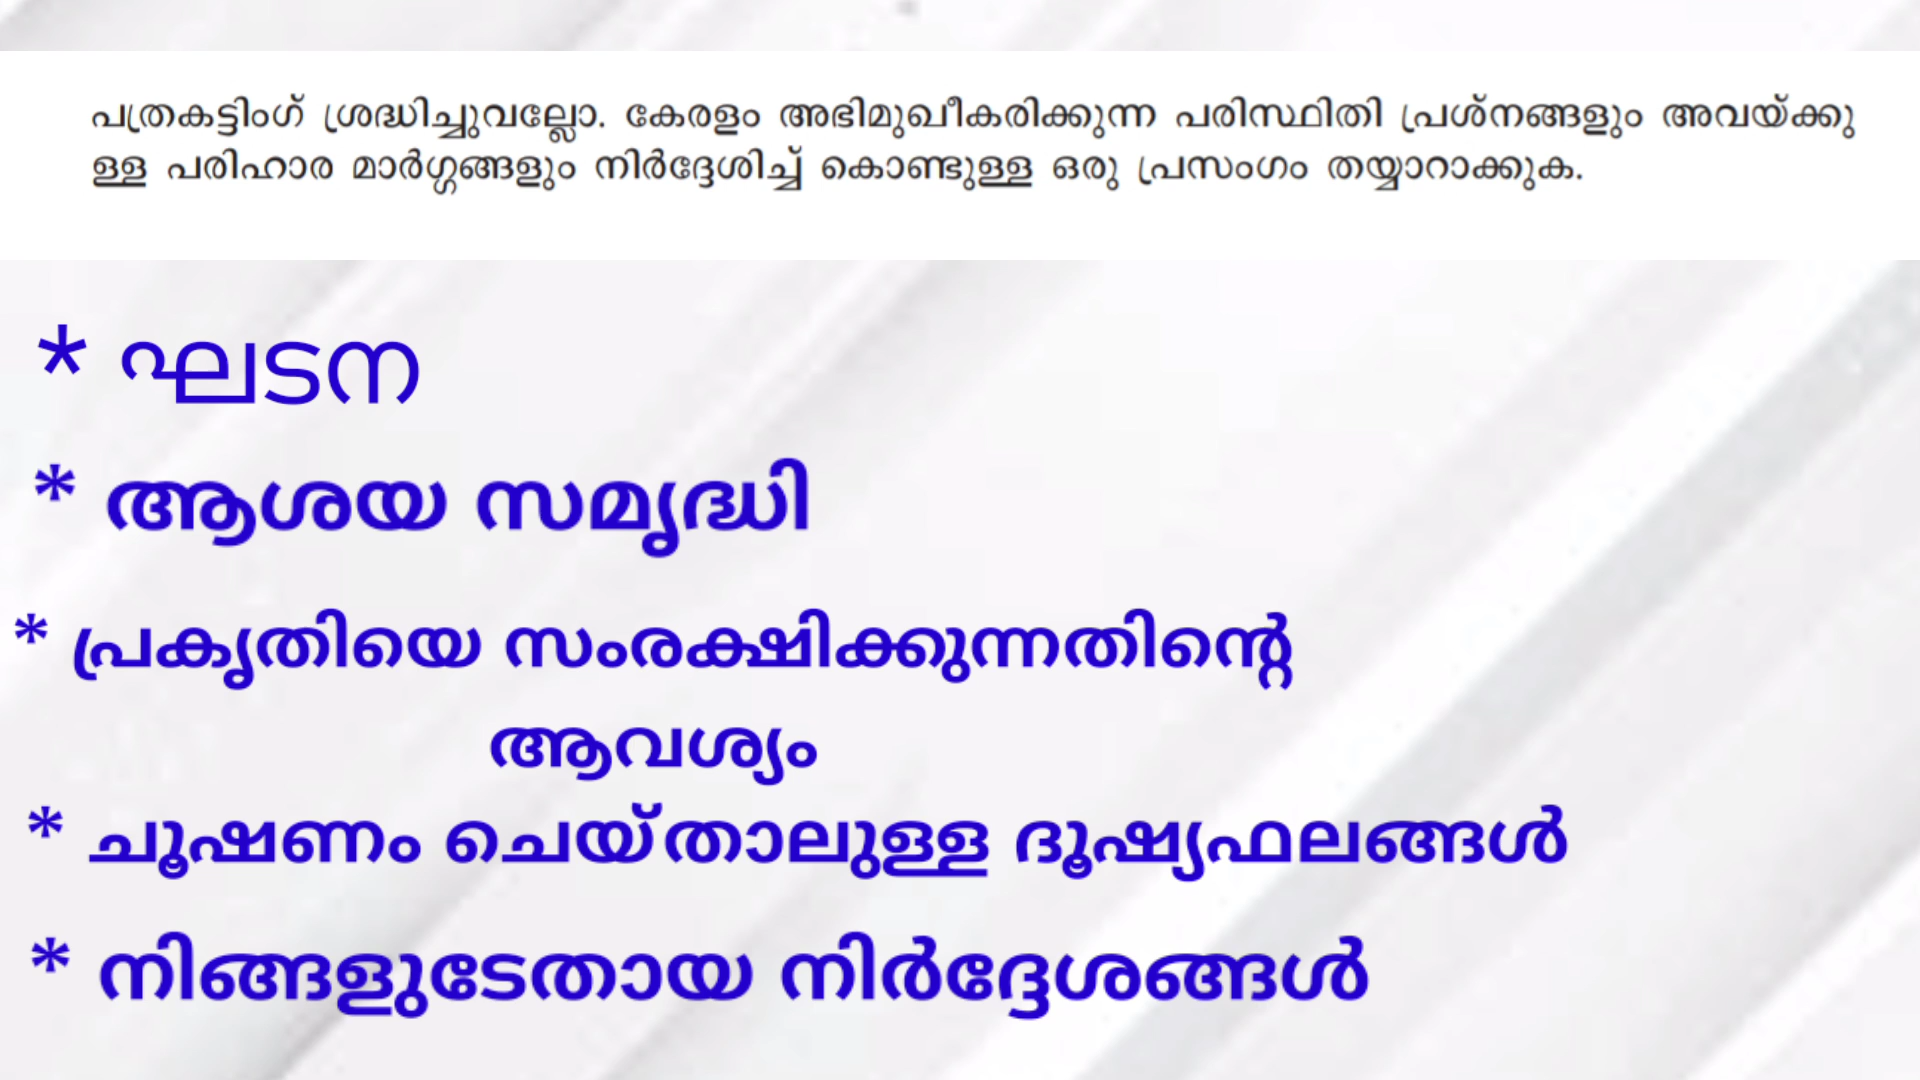 പത്രകട്ടിംഗ് ശ്രദ്ധിച്ചുവല്ലോ. കേരളം അഭിമുഖീകരിക്കുന്ന പരിസ്ഥിതി പ്രശ്നങ്ങളും അവയ്ക്കു
ള്ള പരിഹാര മാർഗ്ഗങ്ങളും നിർദ്ദേശിച്ച് കൊണ്ടുള്ള ഒരു പ്രസംഗം തയ്യാറാക്കുക.
* ഘടന
* ആശയ സമൃദ്ധി
* പ്രകൃതിയെ സംരക്ഷിക്കുന്നതിന്റെ
ആവശ്യം
* ചൂഷണം ചെയ്താലുള്ള ദൂഷ്യഫലങ്ങൾ
* നിങ്ങളുടേതായ നിർദ്ദേശങ്ങൾ